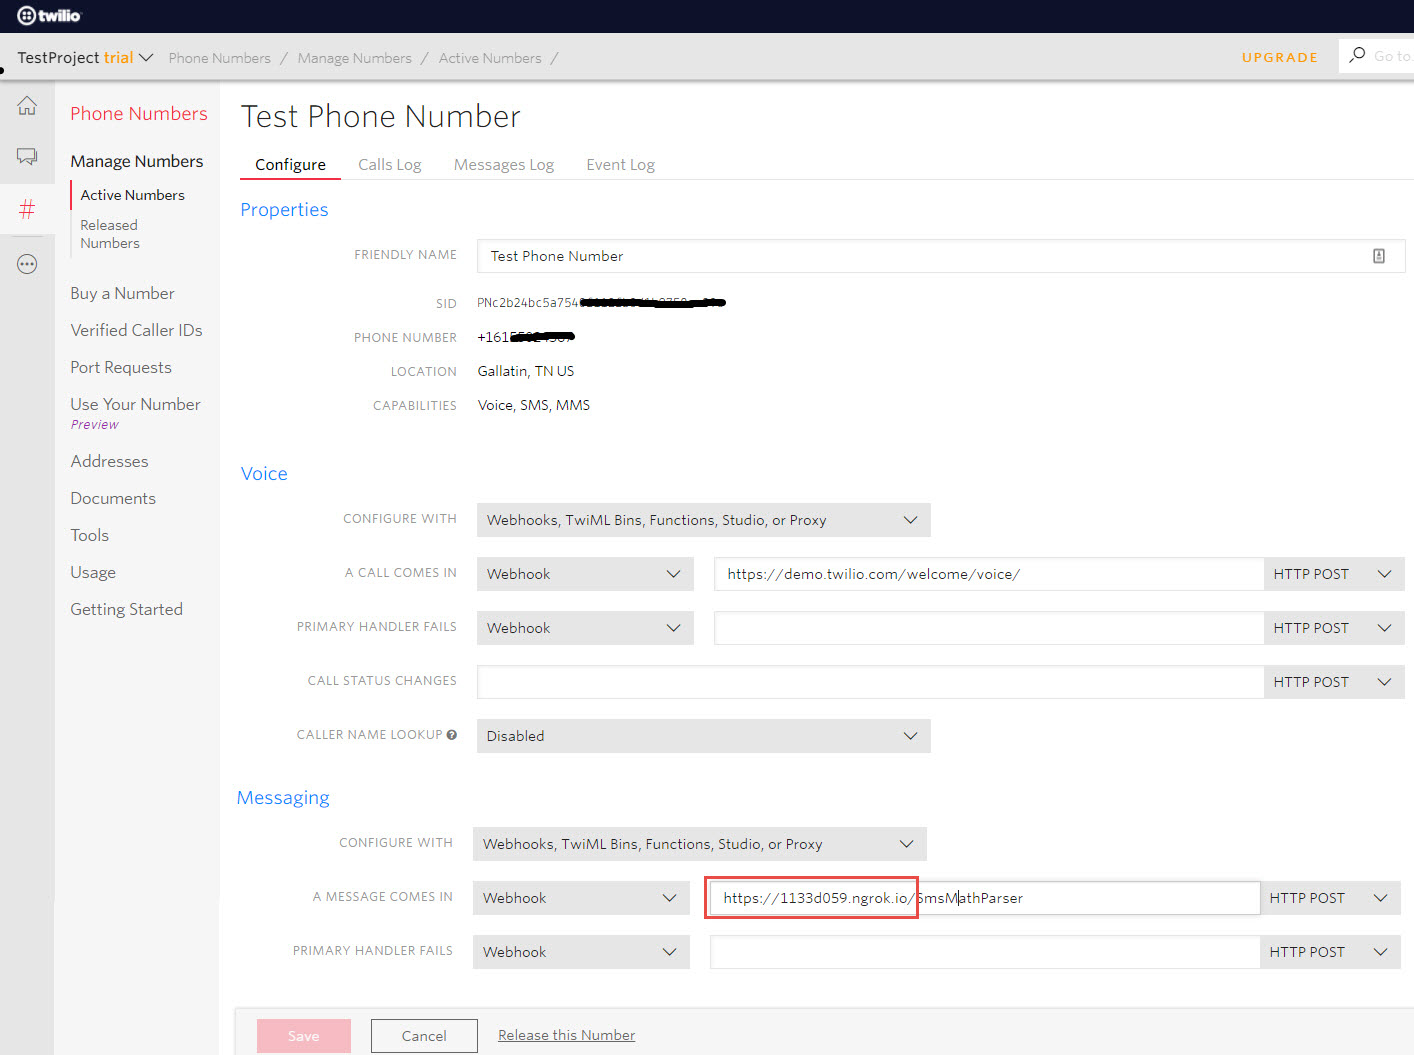 twilio
TestProject trial Phone Numbers / Manage Numbers / Active Numbers / UPGRADE Go to.
Phone Numbers
Manage Numbers
Active Numbers
Released
Numbers
Buy a Number
Verified Caller IDs
Port Requests
Use Your Number
Preview
Addresses
Documents
Tools
Usage
Getting Started
Test Phone Number
Configure Calls Log Messages Log Event Log
Properties
FRIENDLY NAME Test Phone Number
SID PNc2b24bc5a754
PHONE NUMBER +161
LOCATION Gallatin, TN US
CAPABILITIES Voice, SMS, MMS
Voice
CONFIGURE WITH Webhooks, TwiML Bins, Functions, Studio, or Proxy
A CALL COMES IN Webhook https://demo.twilio.com/welcome/voice/ HTTP POST
PRIMARY HANDLER FAILS Webhook HTTP POST
CALL STATUS CHANGES HTTP POST
CALLER NAME LOOKUP ? Disabled
Messaging
CONFIGURE WITH Webhooks, TwiML Bins, Functions, Studio, or Proxy
A MESSAGE COMES IN Webhook https://1133d059.ngrok.io/SmsMathParser HTTP POST
PRIMARY HANDLER FAILS Webhook HTTP POST
Save Cancel Release this Number